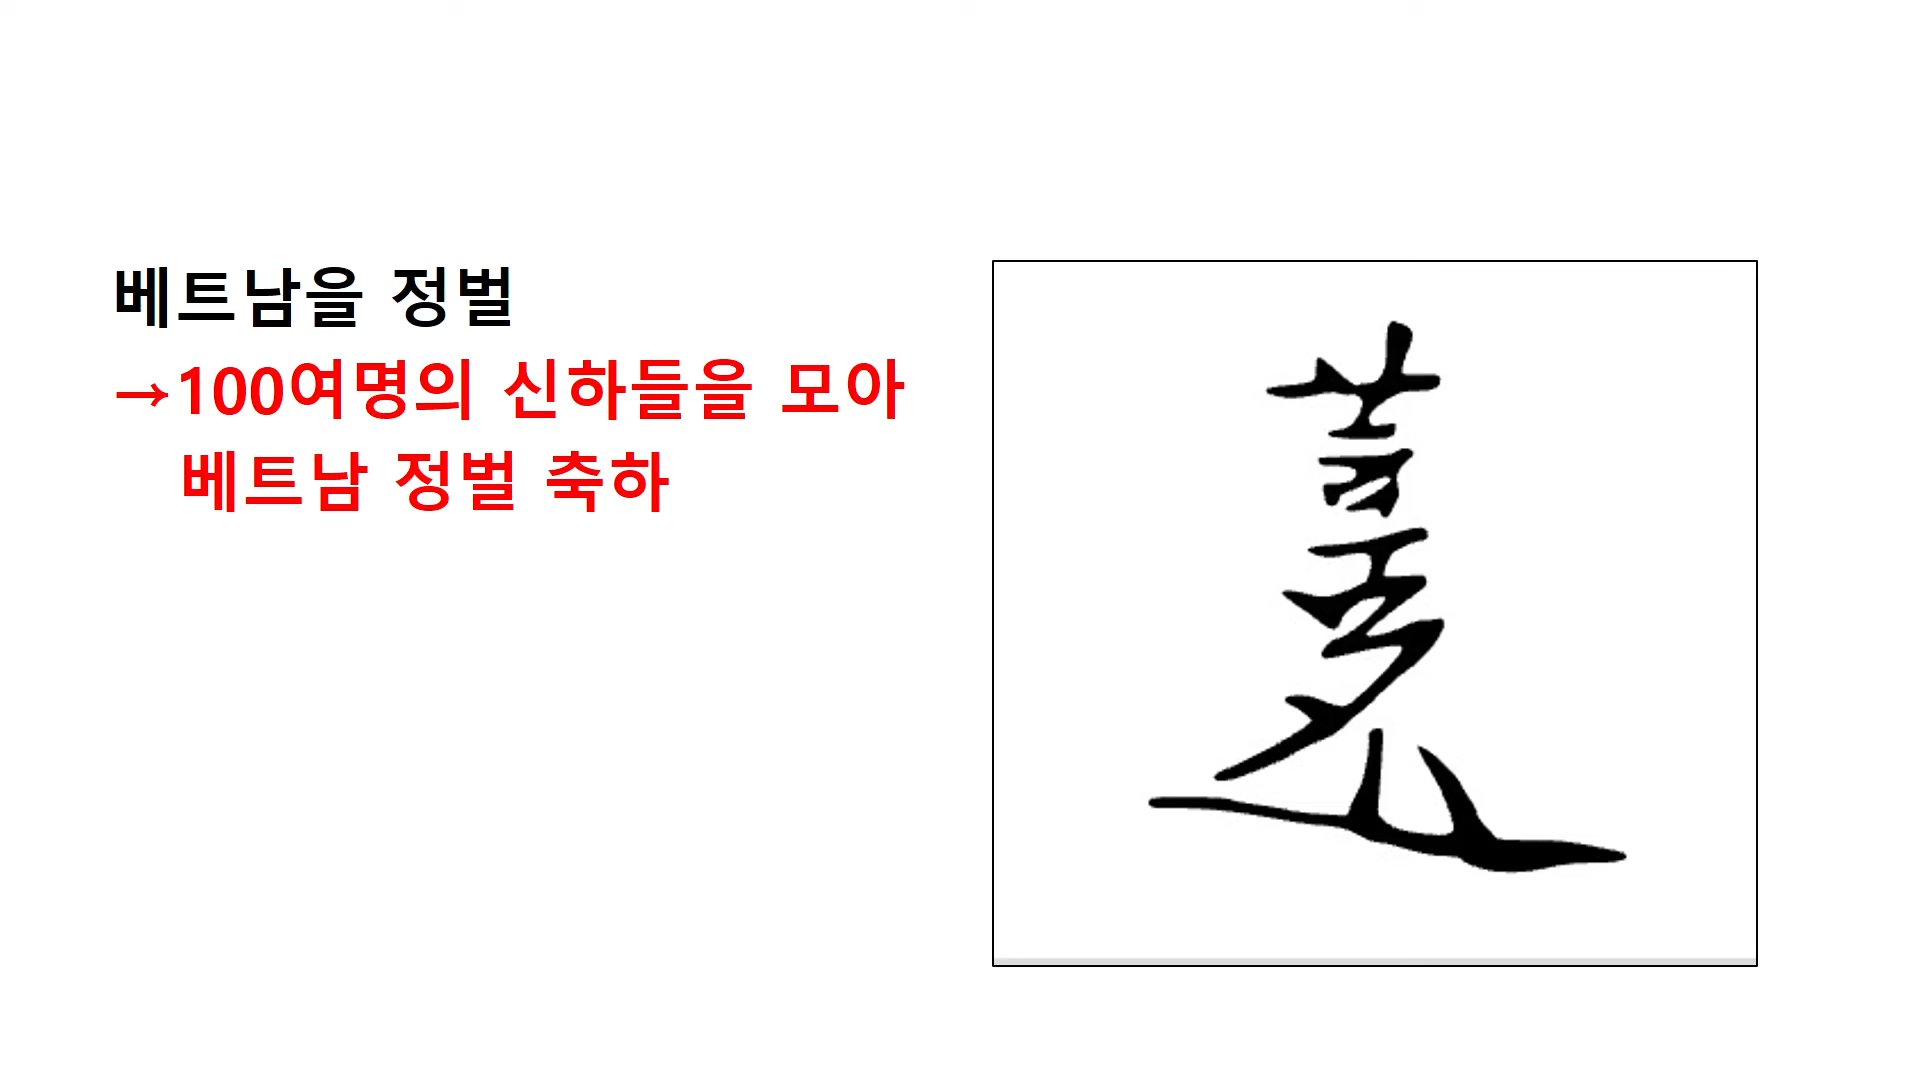 베트남을 정벌
→100여명의 신하들을 모아
베트남 정벌 축하